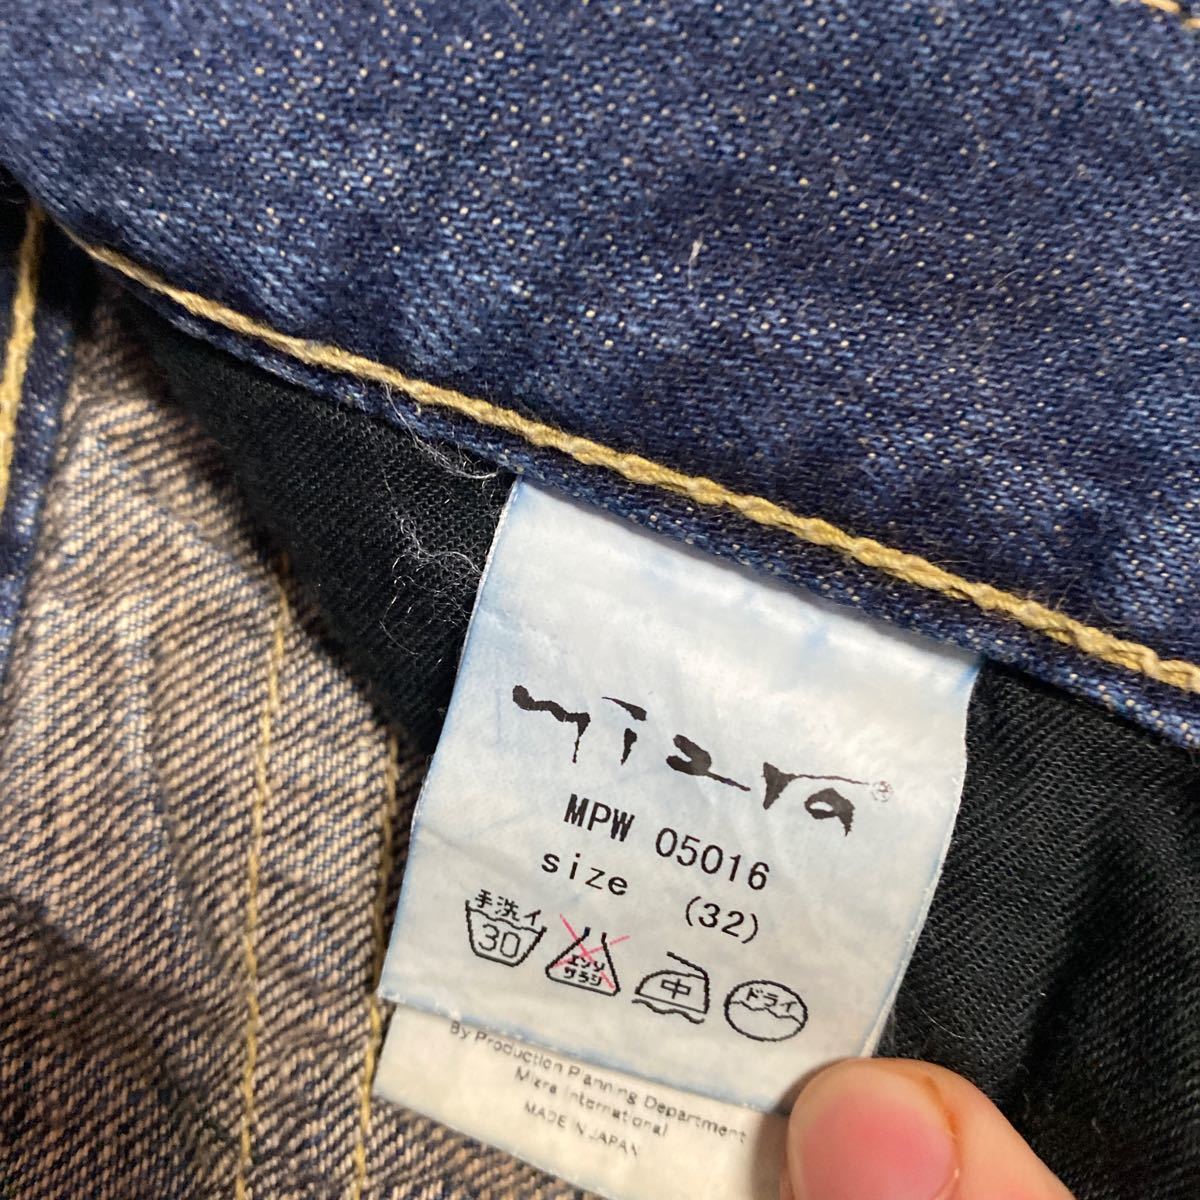 mizra®
MPW 05016
size (32)
手洗イ
30
エンソ
サラシ
中
ドライ
By Production Planning Department
Mizra International
MADE IN JAPAN